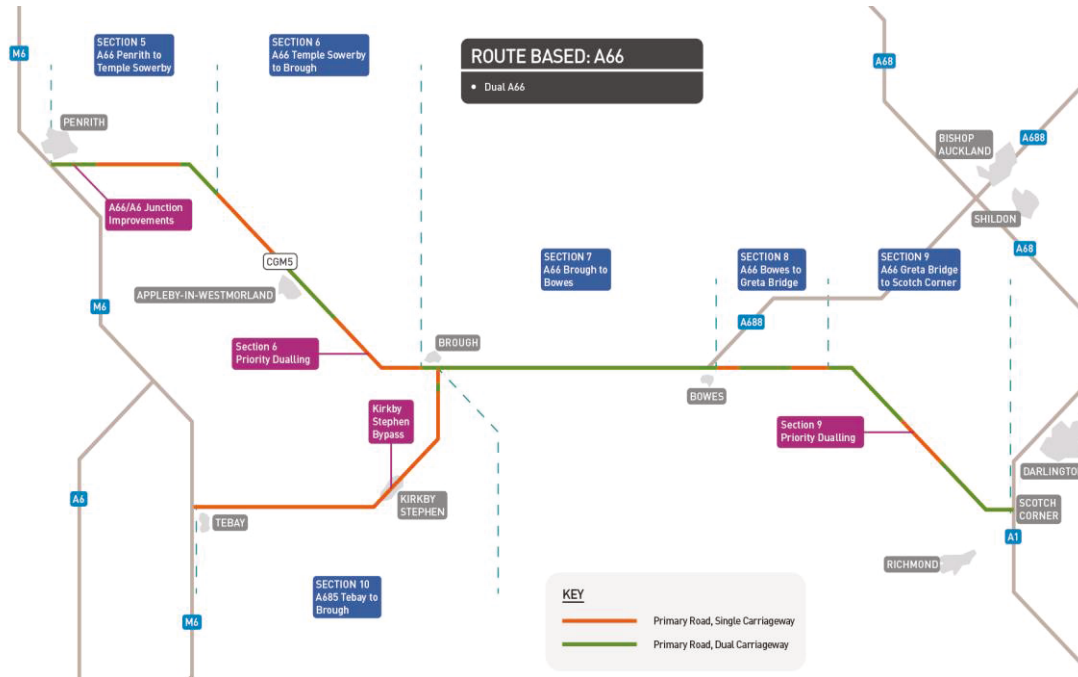 M6
SECTION 5
A66 Penrith to
Temple Sowerby
SECTION 6
A66 Temple Sowerby
to Brough
ROUTE BASED: A66
• Dual A66
A68
PENRITH
BISHOP
AUCKLAND
A688
A66/A6 Junction
Improvements
SHILDON
A68
CGM5
SECTION 7
A66 Brough to
Bowes
SECTION 8
A66 Bowes to
Greta Bridge
SECTION 9
A66 Greta Bridge
to Scotch Corner
APPLEBY-IN-WESTMORLAND
M6
A688
Section 6
Priority Dualling
BROUGH
BOWES
Kirkby
Stephen
Bypass
Section 9
Priority Dualling
DARLINGTO
A6
KIRKBY
STEPHEN
TEBAY
SCOTCH
CORNER
A1
RICHMOND
SECTION 10
A685 Tebay to
Brough
M6
KEY
Primary Road, Single Carriageway
Primary Road, Dual Carriageway